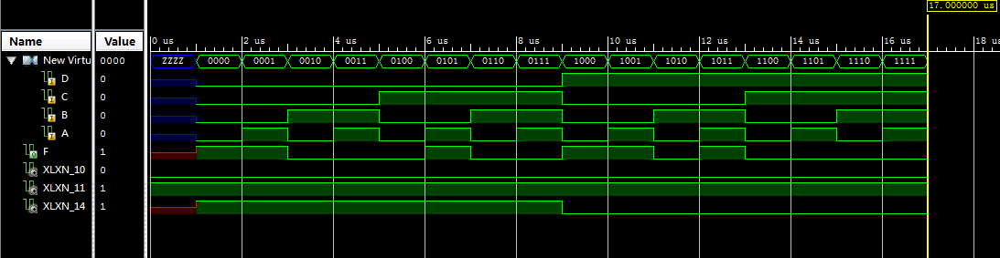 17.000000 us
Name Value 0 us 2 us 4 us 6 us 8 us 10 us 12 us 14 us 16 us 18 us
New Virtu 0000 ZZZZ 0000 0001 0010 0011 0100 0101 0110 0111 1000 1001 1010 1011 1100 1101 1110 1111
D 0
C 0
B 0
A 0
F 1
XLXN_10 0
XLXN_11 1
XLXN_14 1